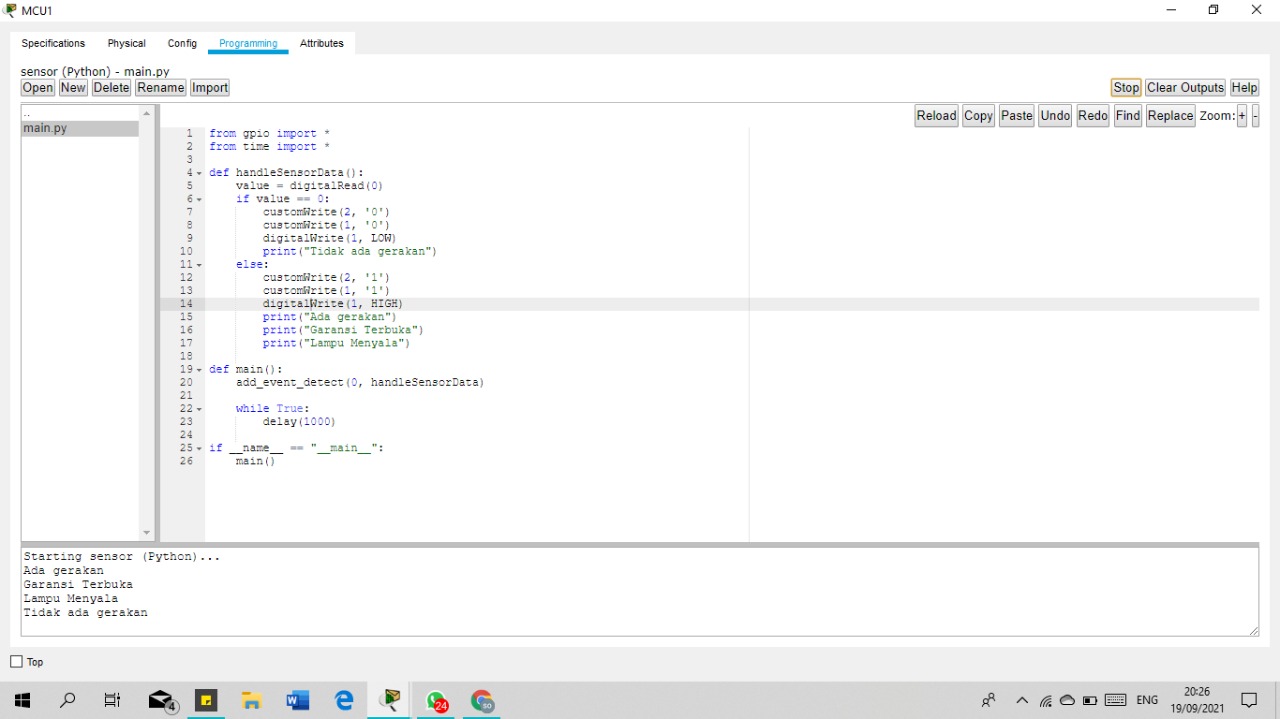 MCU1
Specifications Physical Config Programming Attributes
sensor (Python) - main.py
Open New Delete Rename Import Stop Clear Outputs Help
Reload Copy Paste Undo Redo Find Replace Zoom: + -
..
main.py
1 from gpio import *
2 from time import *
3
4 def handleSensorData():
5     value = digitalRead(0)
6     if value == 0:
7         customWrite(2, '0')
8         customWrite(1, '0')
9         digitalWrite(1, LOW)
10         print("Tidak ada gerakan")
11     else:
12         customWrite(2, '1')
13         customWrite(1, '1')
14         digitalWrite(1, HIGH)
15         print("Ada gerakan")
16         print("Garansi Terbuka")
17         print("Lampu Menyala")
18
19 def main():
20     add_event_detect(0, handleSensorData)
21
22     while True:
23         delay(1000)
24
25 if __name__ == "__main__":
26     main()
Starting sensor (Python)...
Ada gerakan
Garansi Terbuka
Lampu Menyala
Tidak ada gerakan
Top
4
24
so
ENG
20:26
19/09/2021